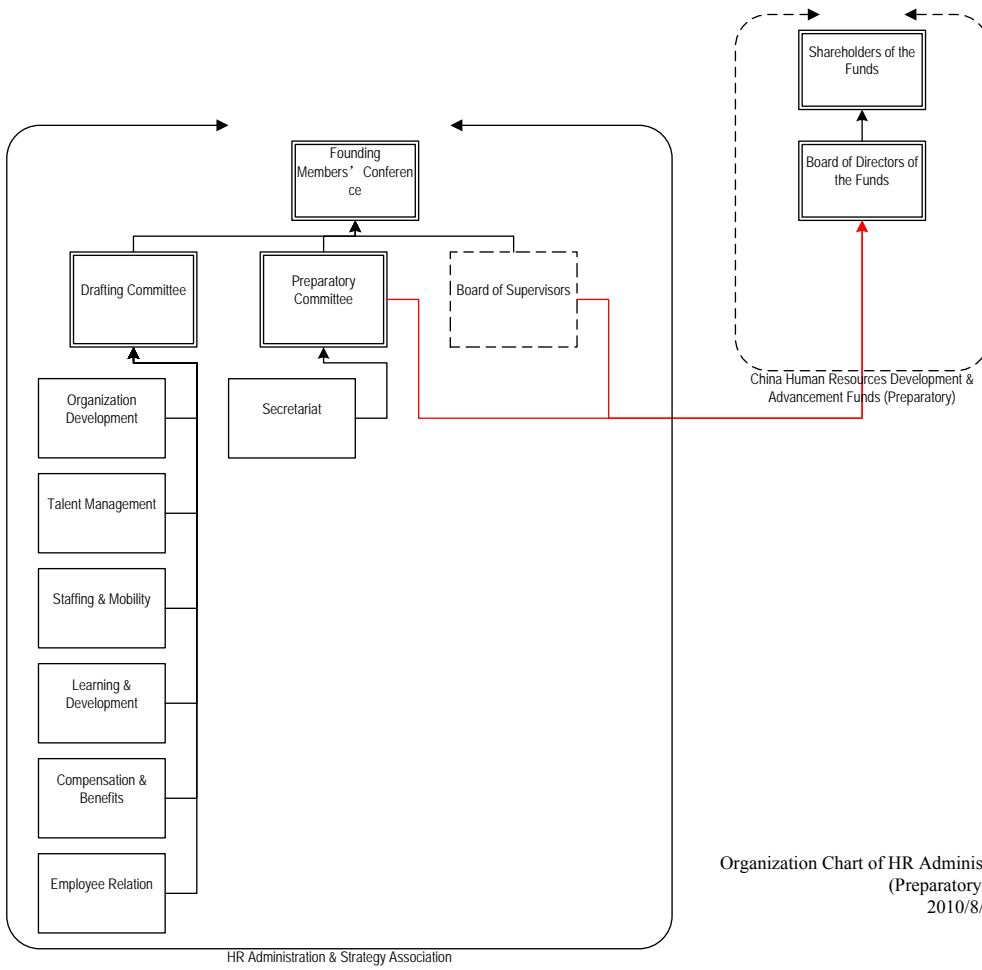 Shareholders of the
Funds
Board of Directors of
the Funds
China Human Resources Development &
Advancement Funds (Preparatory)
Founding
Members’ Conferen
ce
Drafting Committee
Preparatory
Committee
Board of Supervisors
Organization
Development
Secretariat
Talent Management
Staffing & Mobility
Learning &
Development
Compensation &
Benefits
Employee Relation
HR Administration & Strategy Association
Organization Chart of HR Adminis
(Preparatory
2010/8/